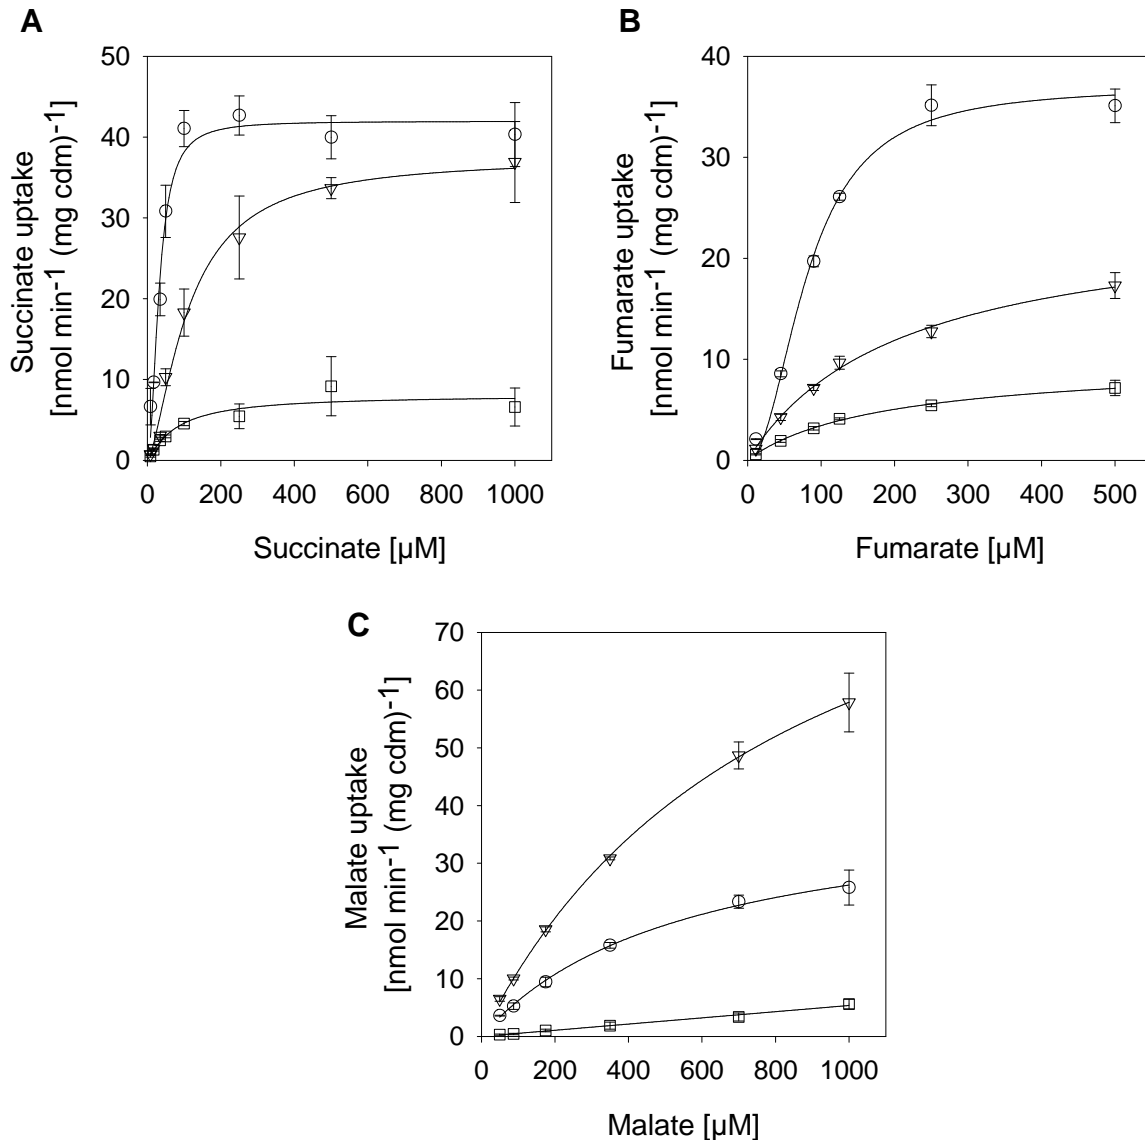 A
Succinate uptake
[nmol min-1 (mg cdm)-1]
50
40
30
20
10
0
0 200 400 600 800 1000
Succinate [µM]
B
Fumarate uptake
[nmol min-1 (mg cdm)-1]
40
30
20
10
0
0 100 200 300 400 500
Fumarate [µM]
C
Malate uptake
[nmol min-1 (mg cdm)-1]
70
60
50
40
30
20
10
0
0 200 400 600 800 1000
Malate [µM]